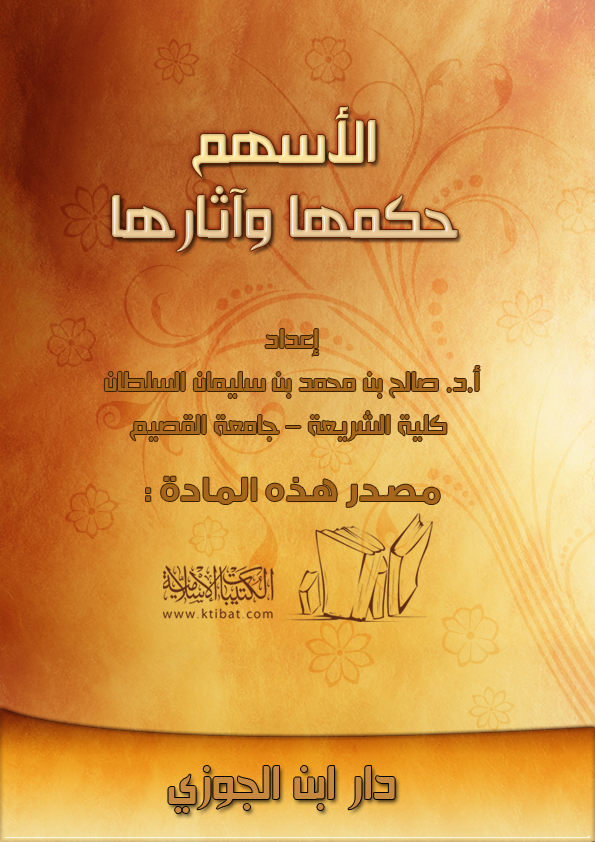 الأسهم
حكمها وآثارها
إعداد
أ.د. صالح بن محمد بن سليمان السلطان
كلية الشريعة – جامعة القصيم
مصدر هذه المادة :
الكتيبات الإسلامية
www.ktibat.com
دار ابن الجوزي